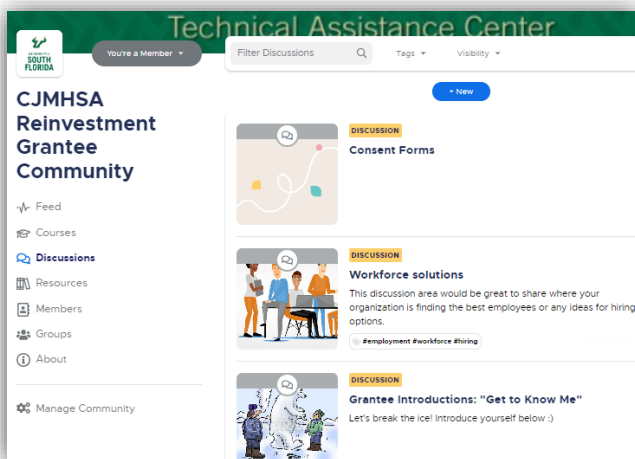 Technical Assistance Center
UNIVERSITY of
SOUTH
FLORIDA
You're a Member
Filter Discussions
Tags
Visibility
+ New
CJMHSA
Reinvestment
Grantee
Community
Feed
Courses
Discussions
Resources
Members
Groups
About
Manage Community
DISCUSSION
Consent Forms
DISCUSSION
Workforce solutions
This discussion area would be great to share where your
organization is finding the best employees or any ideas for hiring
options.
#employment #workforce #hiring
DISCUSSION
Grantee Introductions: "Get to Know Me"
Let's break the ice! Introduce yourself below :)